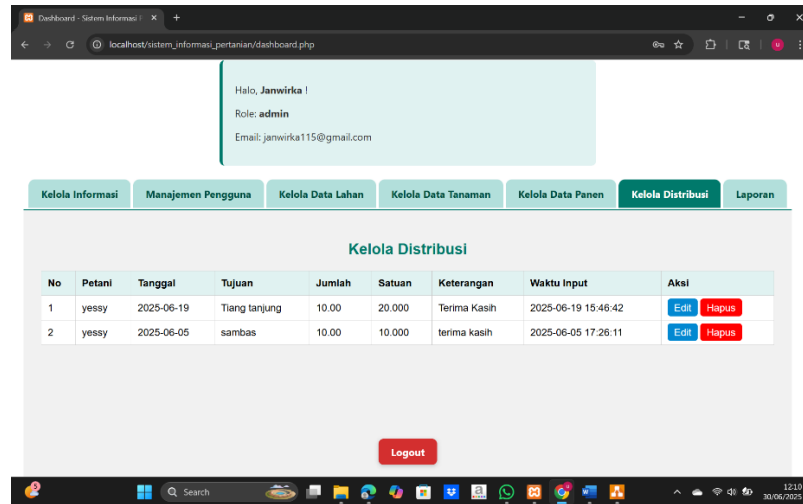 Dashboard - Sistem Informasi P
localhost/sistem_informasi_pertanian/dashboard.php
Halo, Janwirka !
Role: admin
Email: janwirka115@gmail.com
Kelola Informasi Manajemen Pengguna Kelola Data Lahan Kelola Data Tanaman Kelola Data Panen Kelola Distribusi Laporan
Kelola Distribusi
No Petani Tanggal Tujuan Jumlah Satuan Keterangan Waktu Input Aksi
1 yessy 2025-06-19 Tiang tanjung 10.00 20.000 Terima Kasih 2025-06-19 15:46:42 Edit Hapus
2 yessy 2025-06-05 sambas 10.00 10.000 terima kasih 2025-06-05 17:26:11 Edit Hapus
Logout
Search
12:10
30/06/2025